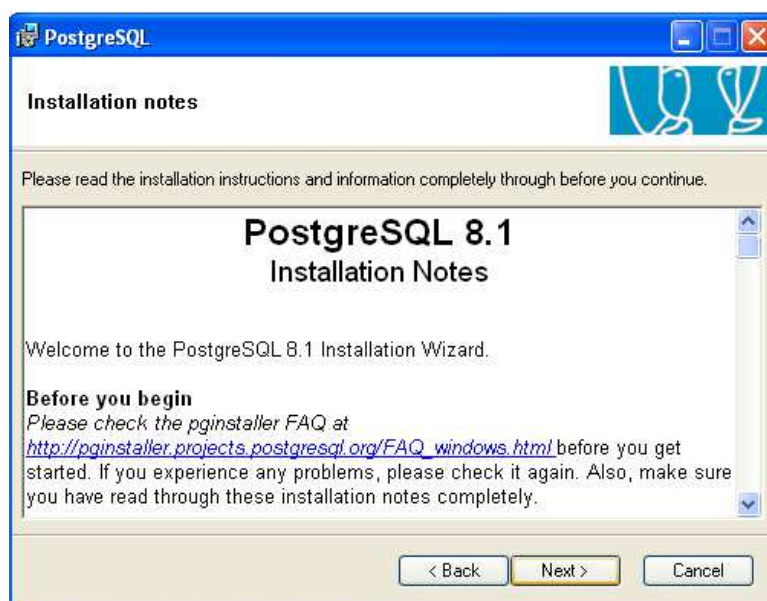 PostgreSQL
Installation notes
Please read the installation instructions and information completely through before you continue.
PostgreSQL 8.1
Installation Notes
Welcome to the PostgreSQL 8.1 Installation Wizard.
Before you begin
Please check the pginstaller FAQ at
http://pginstaller.projects.postgresql.org/FAQ_windows.html before you get
started. If you experience any problems, please check it again. Also, make sure
you have read through these installation notes completely.
< Back Next > Cancel